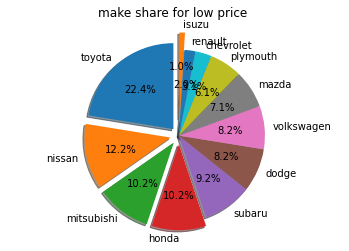 make share for low price
isuzu
renault
chevrolet
plymouth
toyota
mazda
1.0%
2.0%
6.1%
22.4%
7.1%
volkswagen
8.2%
nissan
12.2%
8.2%
dodge
10.2%
9.2%
10.2%
mitsubishi
subaru
honda